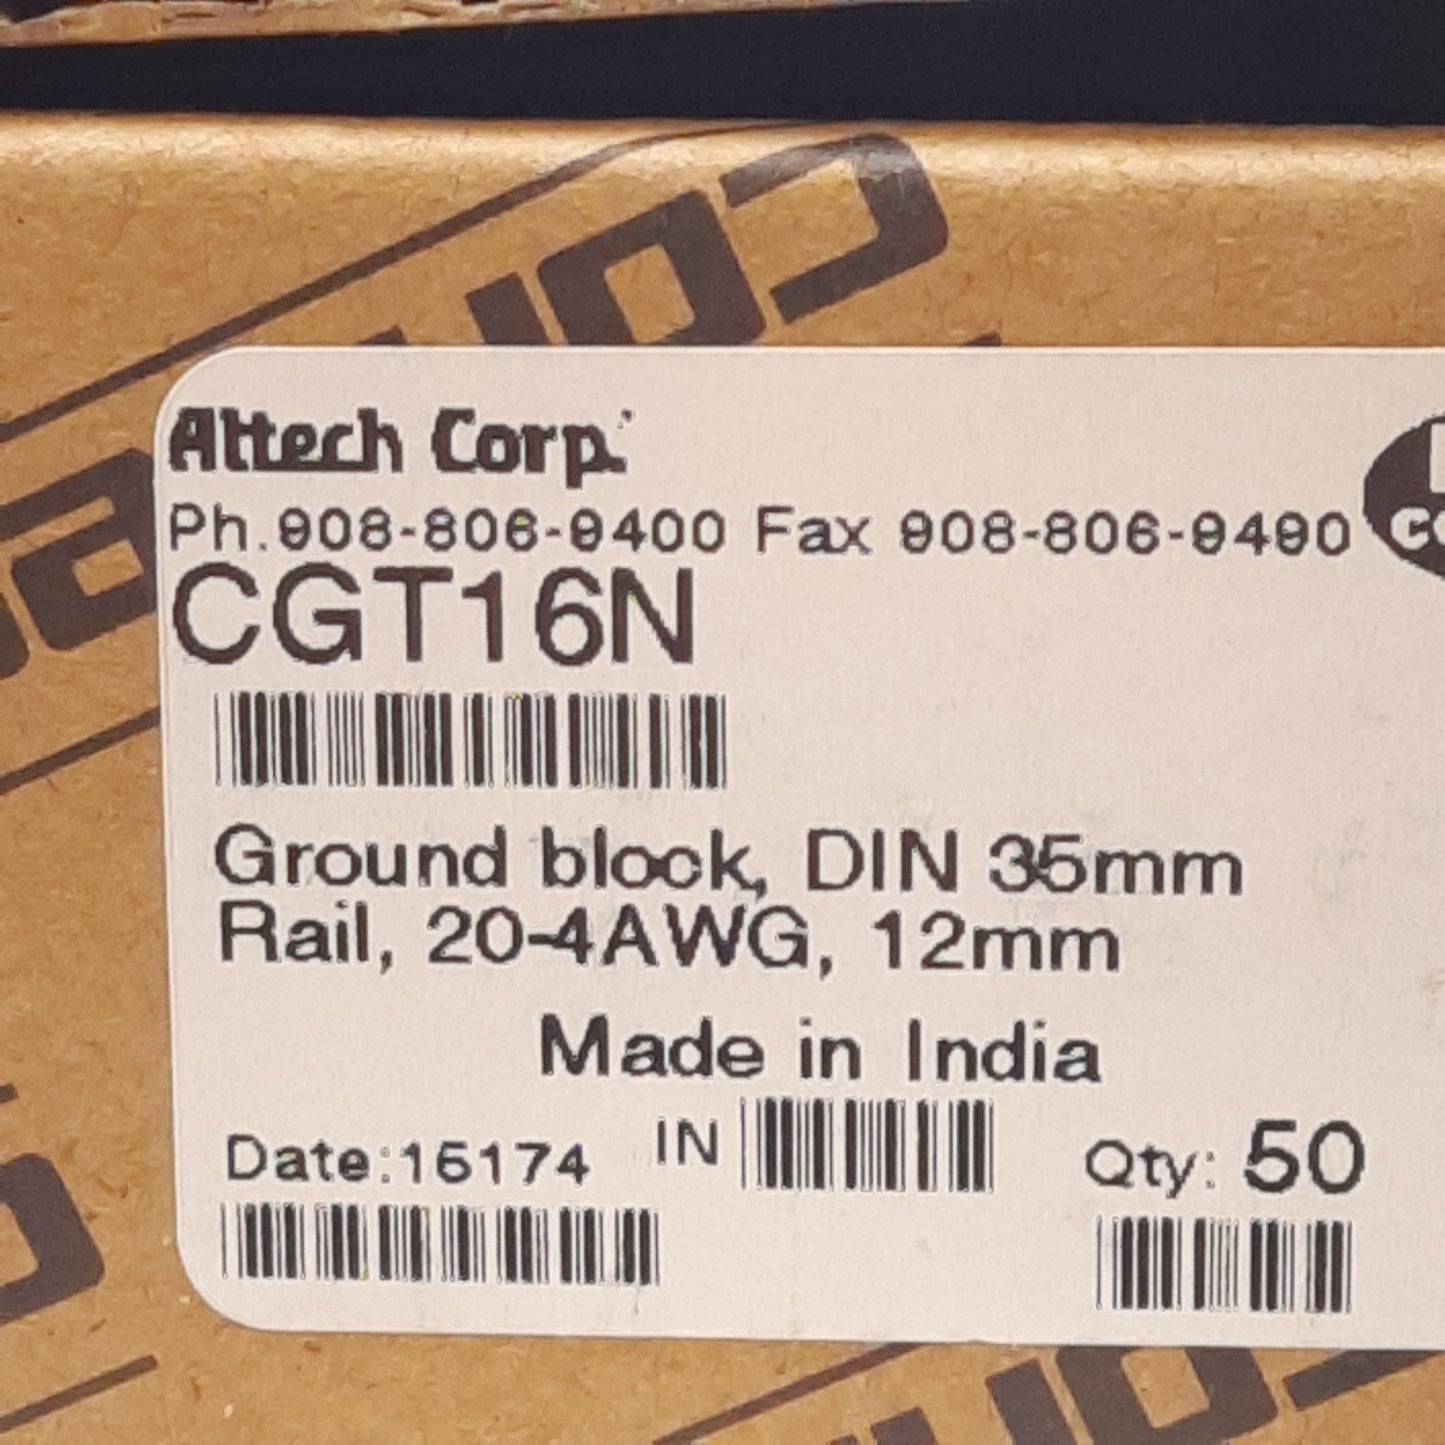 Altech Corp.
Ph.908-806-9400 Fax 908-806-9490
CGT16N
Ground block, DIN 35mm
Rail, 20-4AWG, 12mm
Made in India
Date:15174 IN Qty: 50